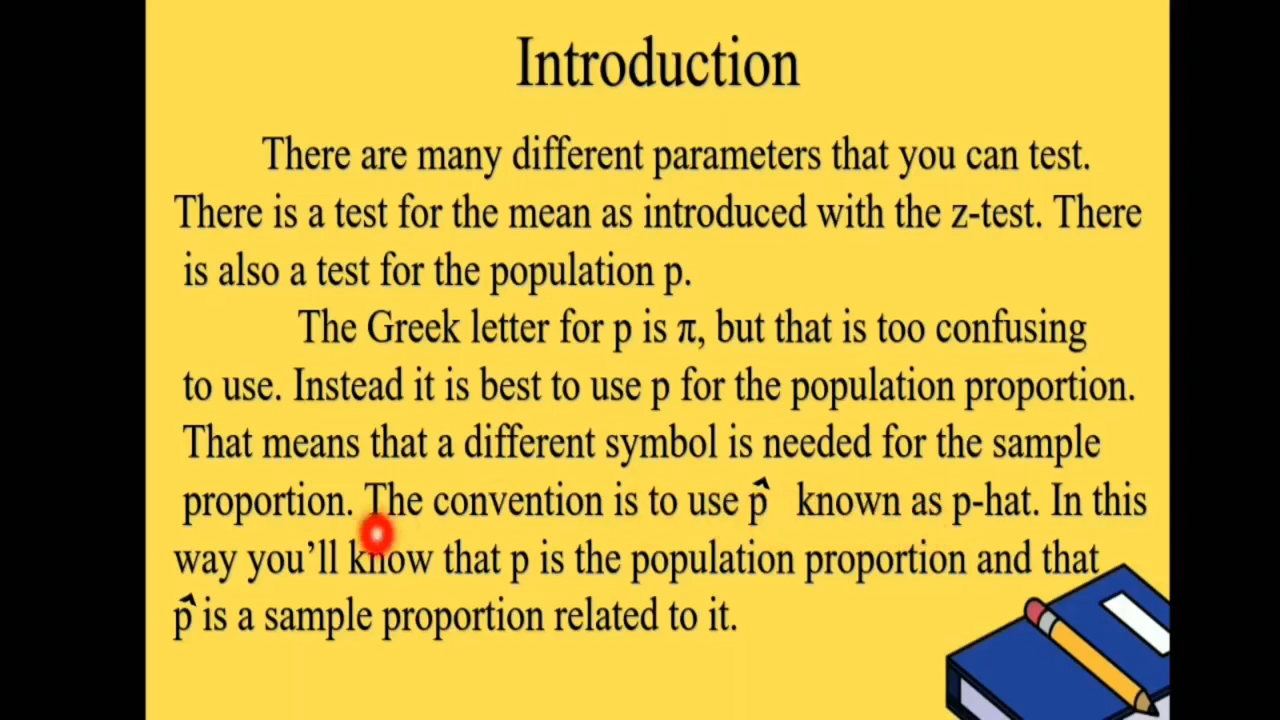 Introduction
There are many different parameters that you can test.
There is a test for the mean as introduced with the z-test. There
is also a test for the population p.
The Greek letter for p is π, but that is too confusing
to use. Instead it is best to use p for the population proportion.
That means that a different symbol is needed for the sample
proportion. The convention is to use p̂ known as p-hat. In this
way you’ll know that p is the population proportion and that
p̂ is a sample proportion related to it.